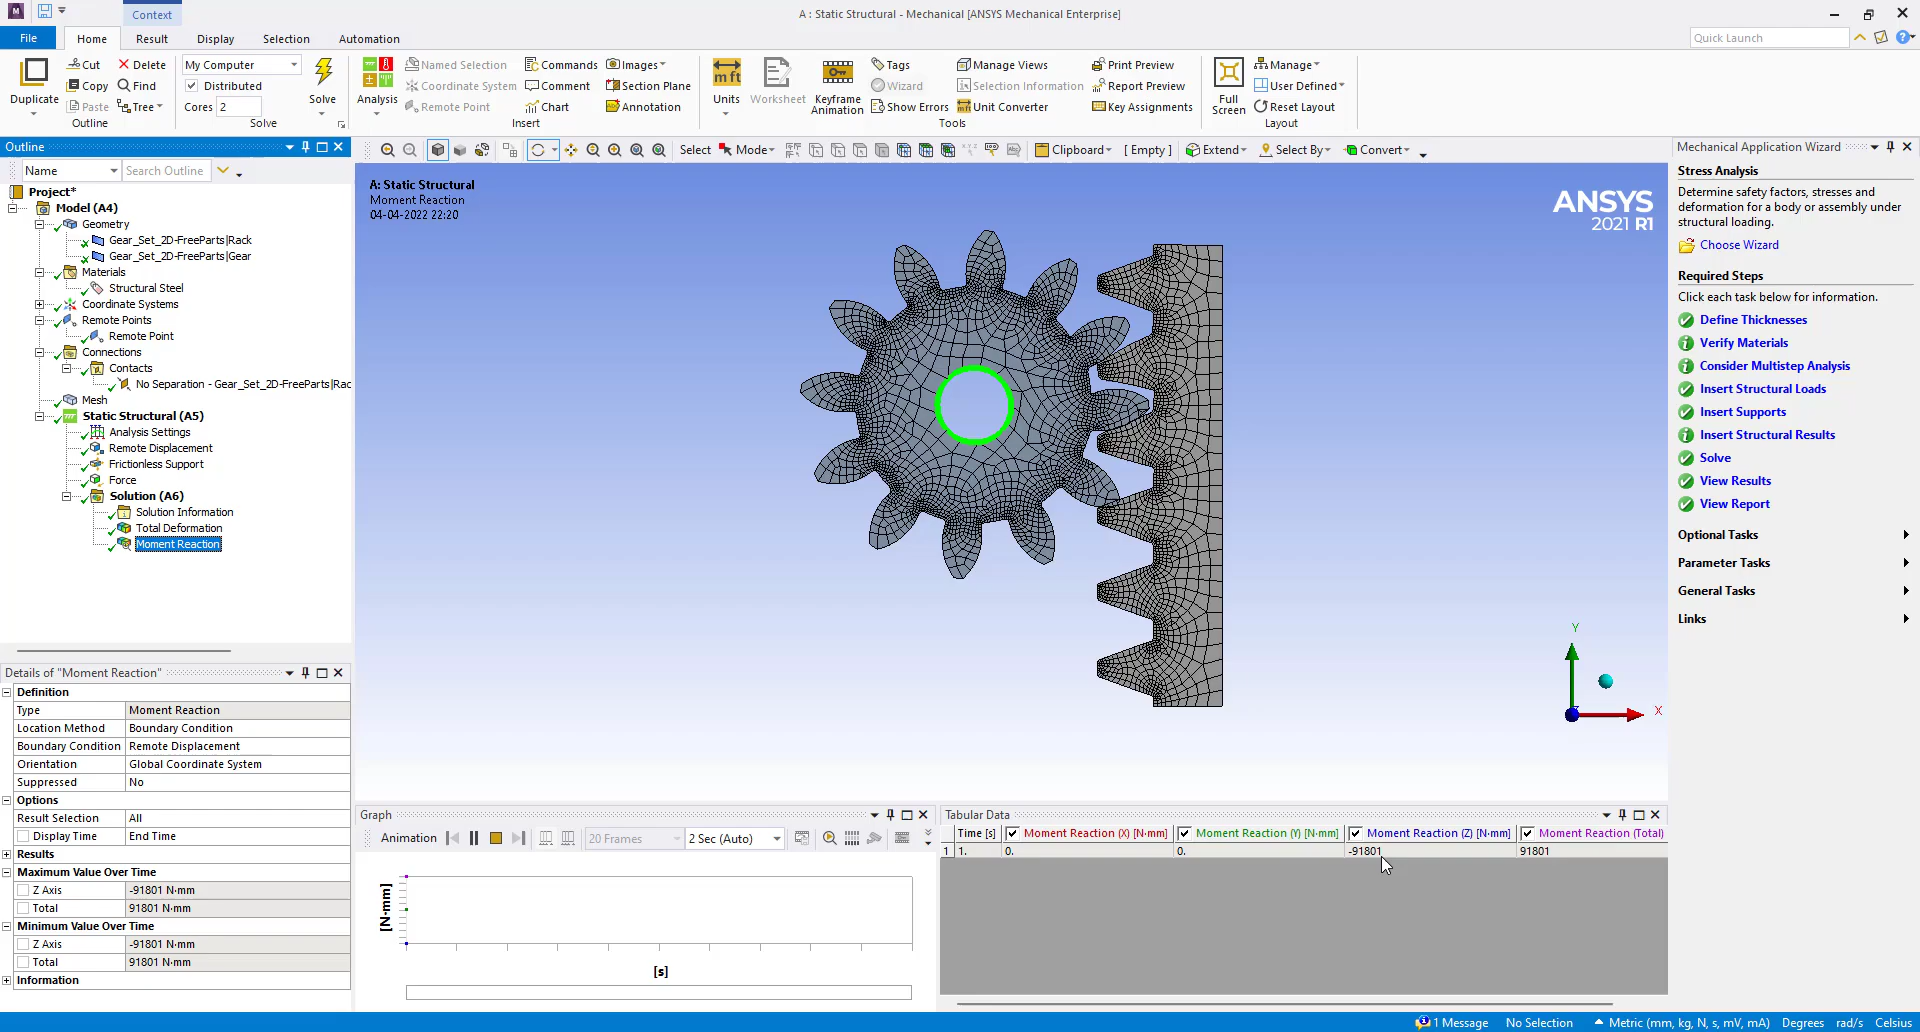 Context
A : Static Structural - Mechanical [ANSYS Mechanical Enterprise]
File
Home
Result
Display
Selection
Automation
Quick Launch
Duplicate
Cut
Copy
Paste
Delete
Find
Tree
Outline
My Computer
Distributed
Cores 2
Solve
Solve
Analysis
Named Selection
Coordinate System
Remote Point
Commands
Comment
Chart
Images
Section Plane
Annotation
Insert
Units
Worksheet
Keyframe
Animation
Tags
Wizard
Show Errors
Manage Views
Selection Information
Unit Converter
Print Preview
Report Preview
Key Assignments
Tools
Full
Screen
Manage
User Defined
Reset Layout
Layout
Outline
Name
Search Outline
Project*
Model (A4)
Geometry
Gear_Set_2D-FreeParts|Rack
Gear_Set_2D-FreeParts|Gear
Materials
Structural Steel
Coordinate Systems
Remote Points
Remote Point
Connections
Contacts
No Separation - Gear_Set_2D-FreeParts|Rac
Mesh
Static Structural (A5)
Analysis Settings
Remote Displacement
Frictionless Support
Force
Solution (A6)
Solution Information
Total Deformation
Moment Reaction
Details of "Moment Reaction"
Definition
Type Moment Reaction
Location Method Boundary Condition
Boundary Condition Remote Displacement
Orientation Global Coordinate System
Suppressed No
Options
Result Selection All
Display Time End Time
Results
Maximum Value Over Time
Z Axis -91801 N·mm
Total 91801 N·mm
Minimum Value Over Time
Z Axis -91801 N·mm
Total 91801 N·mm
Information
Select
Mode
Clipboard
[ Empty ]
Extend
Select By
Convert
A: Static Structural
Moment Reaction
04-04-2022 22:20
ANSYS
2021 R1
Y
X
Graph
Animation
20 Frames
2 Sec (Auto)
[N·mm]
[s]
Tabular Data
Time [s] Moment Reaction (X) [N·mm] Moment Reaction (Y) [N·mm] Moment Reaction (Z) [N·mm] Moment Reaction (Total)
1 1. 0. 0. -91801 91801
Mechanical Application Wizard
Stress Analysis
Determine safety factors, stresses and
deformation for a body or assembly under
structural loading.
Choose Wizard
Required Steps
Click each task below for information.
Define Thicknesses
Verify Materials
Consider Multistep Analysis
Insert Structural Loads
Insert Supports
Insert Structural Results
Solve
View Results
View Report
Optional Tasks
Parameter Tasks
General Tasks
Links
1 Message No Selection Metric (mm, kg, N, s, mV, mA) Degrees rad/s Celsius